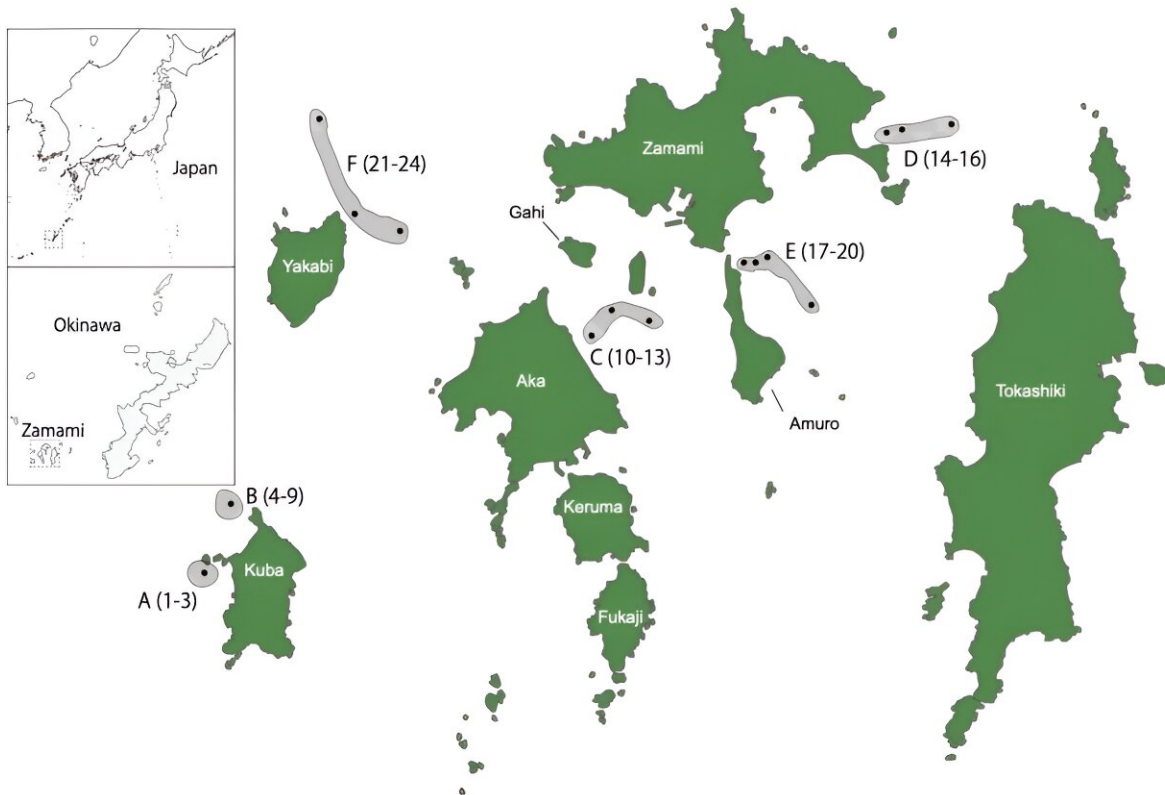 Japan
Okinawa
Zamami
F (21-24)
Zamami
D (14-16)
Gahi
Yakabi
E (17-20)
C (10-13)
Aka
Tokashiki
Amuro
B (4-9)
Keruma
Kuba
A (1-3)
Fukaji